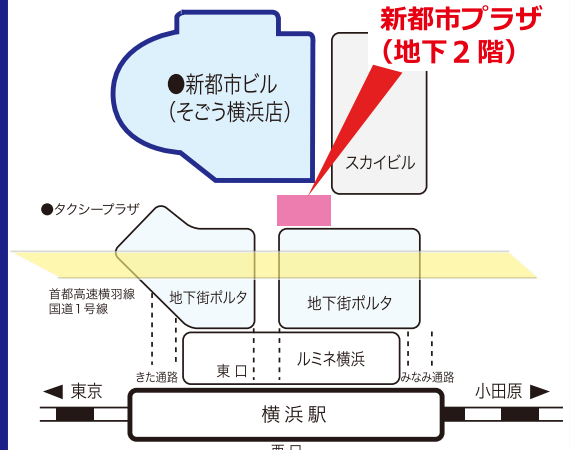 新都市プラザ
（地下２階）
●新都市ビル
（そごう横浜店）
スカイビル
●タクシープラザ
地下街ポルタ
地下街ポルタ
首都高速横羽線
国道1号線
ルミネ横浜
東口
きた通路
みなみ通路
東京
小田原
横浜駅
西口